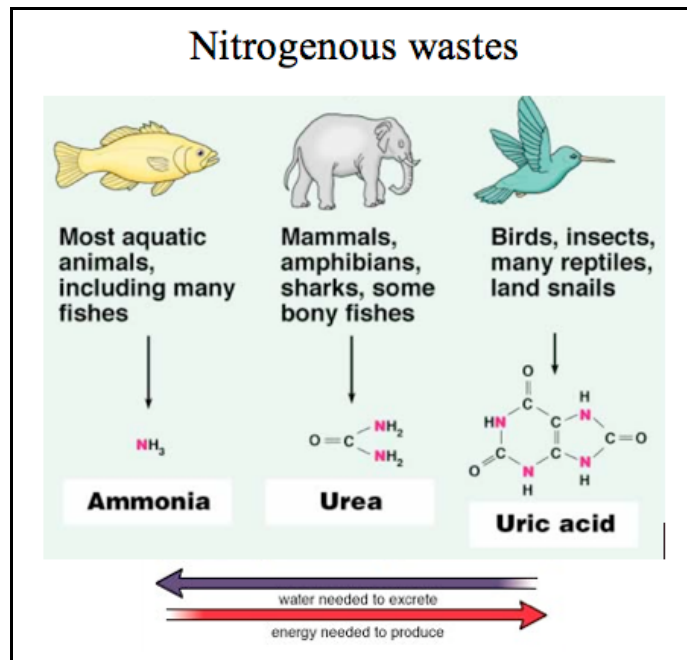 Nitrogenous wastes
Most aquatic
animals,
including many
fishes
Mammals,
amphibians,
sharks, some
bony fishes
Birds, insects,
many reptiles,
land snails
NH₃
O=C
NH₂
NH₂
O
C
HN
C
O
N
H
C
C
H
N
C=O
N
H
Ammonia
Urea
Uric acid
water needed to excrete
energy needed to produce